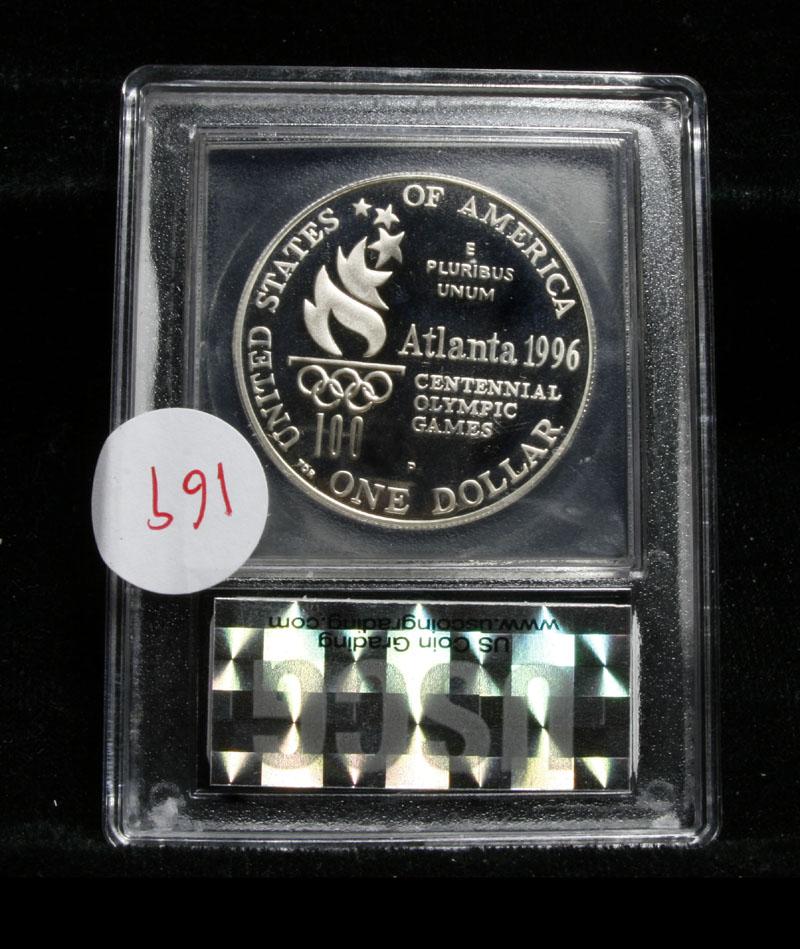 UNITED STATES OF AMERICA
E
PLURIBUS
UNUM
Atlanta 1996
CENTENNIAL
OLYMPIC
GAMES
100
P
ONE DOLLAR
www.uscoingrading.com
US Coin Grading
USCG